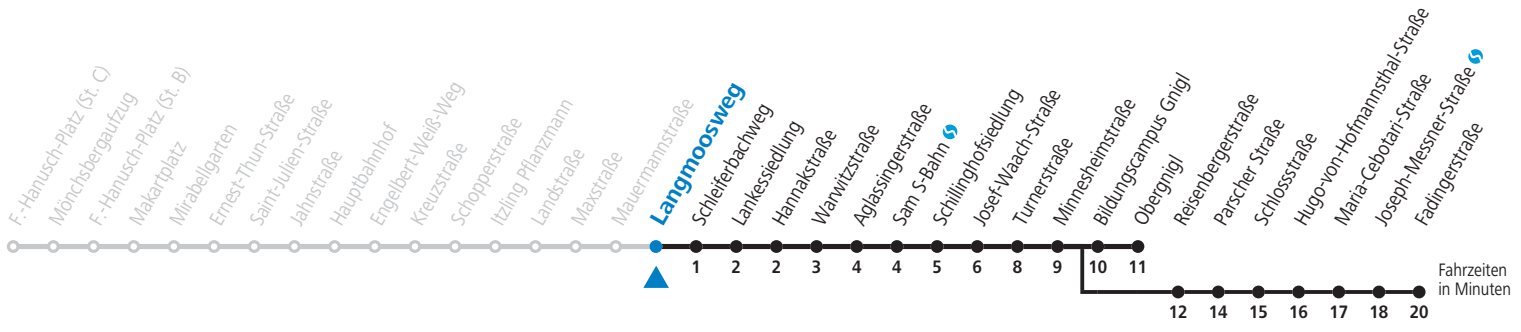 F.-Hanusch-Platz (St. C)
Mönchsbergaufzug
F.-Hanusch-Platz (St. B)
Makartplatz
Mirabellgarten
Ernest-Thun-Straße
Saint-Julien-Straße
Jahnstraße
Hauptbahnhof
Engelbert-Weiß-Weg
Kreuzstraße
Schopperstraße
Itzling Pflanzmann
Landstraße
Maxstraße
Mauermannstraße
Langmoosweg
Schleiferbachweg
Lankessiedlung
Hannakstraße
Warwitzstraße
Aglassingerstraße
Sam S-Bahn
Schillinghofsiedlung
Josef-Waach-Straße
Turnerstraße
Minnesheimstraße
Bildungscampus Gnigl
Obergnigl
Reisenbergerstraße
Parscher Straße
Schlossstraße
Hugo-von-Hofmannsthal-Straße
Maria-Cebotari-Straße
Joseph-Messner-Straße
Fadingerstraße
1 2 2 3 4 4 5 6 8 9 10 11
Fahrzeiten
in Minuten
12 14 15 16 17 18 20